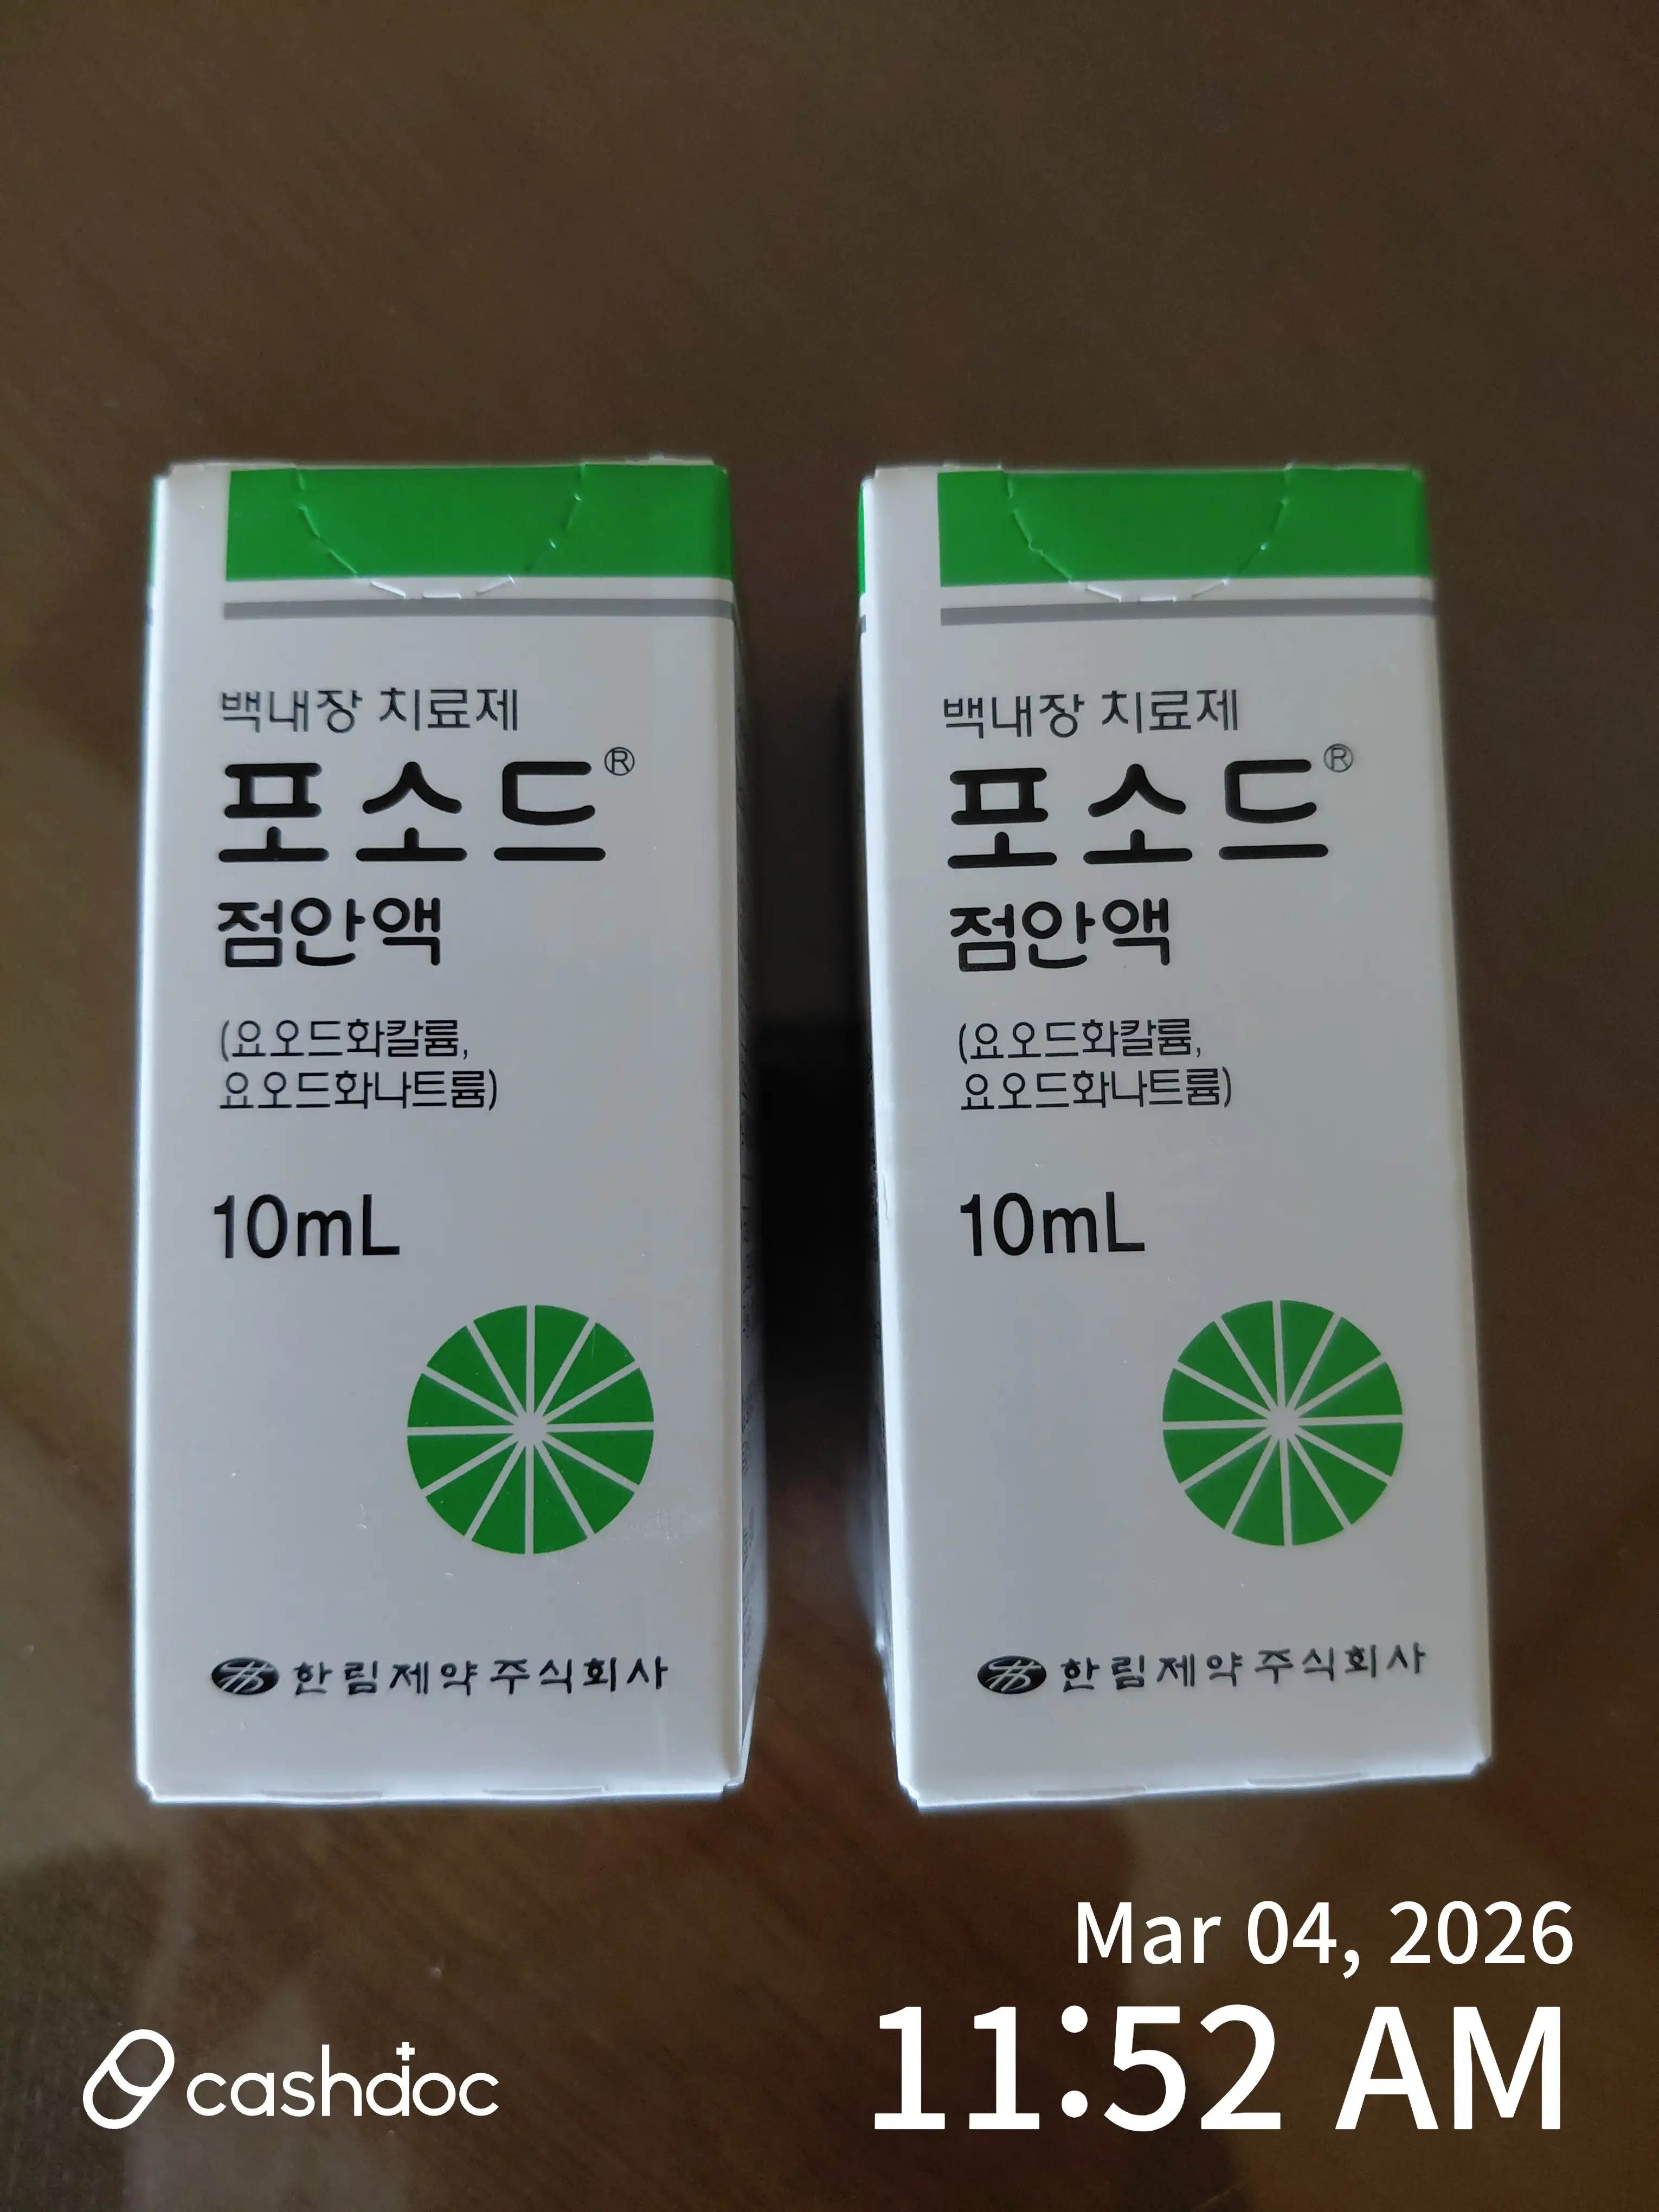 백내장 치료제
포소드®
점안액
(요오드화칼륨,
요오드화나트륨)
10mL
한림제약주식회사
백내장 치료제
포소드®
점안액
(요오드화칼륨,
요오드화나트륨)
10mL
한림제약주식회사
Mar 04, 2026
11:52 AM
cashdoc